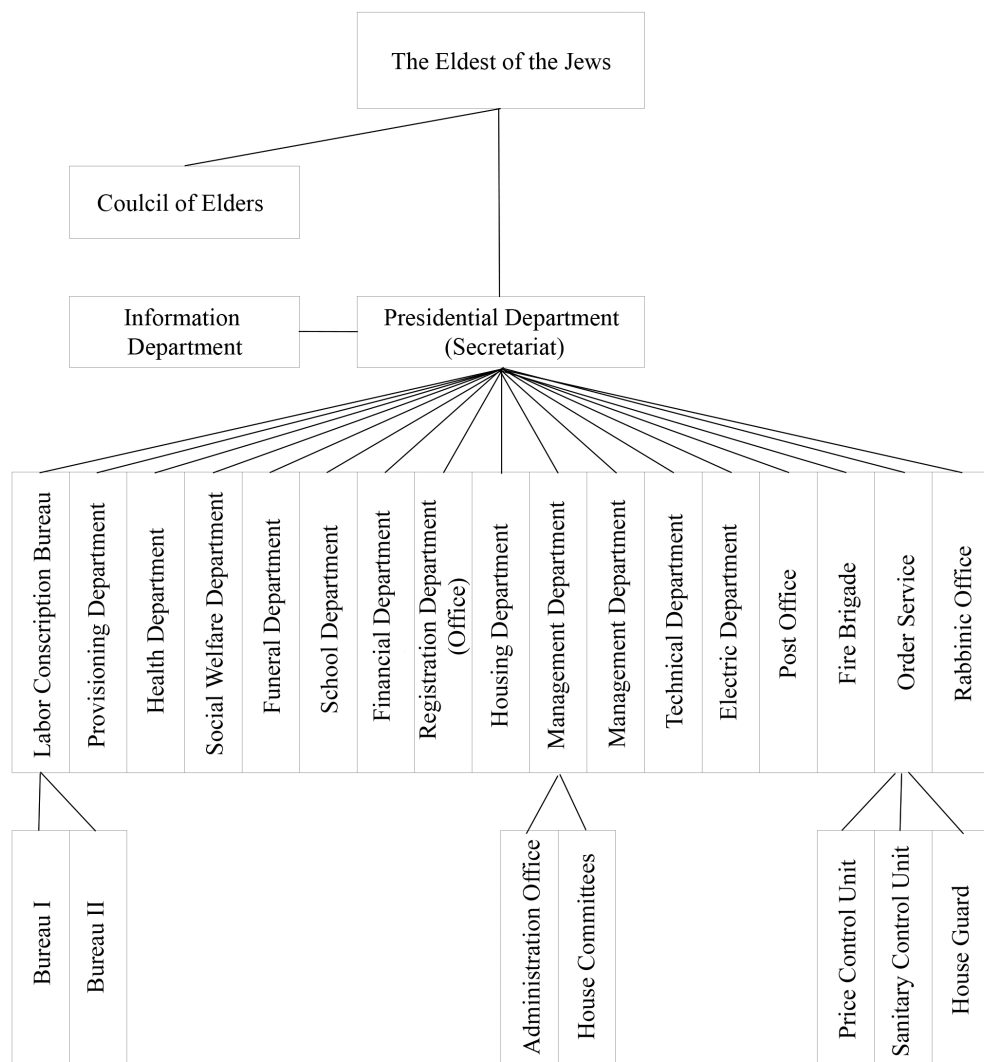 The Eldest of the Jews
Coulcil of Elders
Information
Department
Presidential Department
(Secretariat)
Labor Conscription Bureau
Provisioning Department
Health Department
Social Welfare Department
Funeral Department
School Department
Financial Department
Registration Department
(Office)
Housing Department
Management Department
Management Department
Technical Department
Electric Department
Post Office
Fire Brigade
Order Service
Rabbinic Office
Bureau I
Bureau II
Administration Office
House Committees
Price Control Unit
Sanitary Control Unit
House Guard